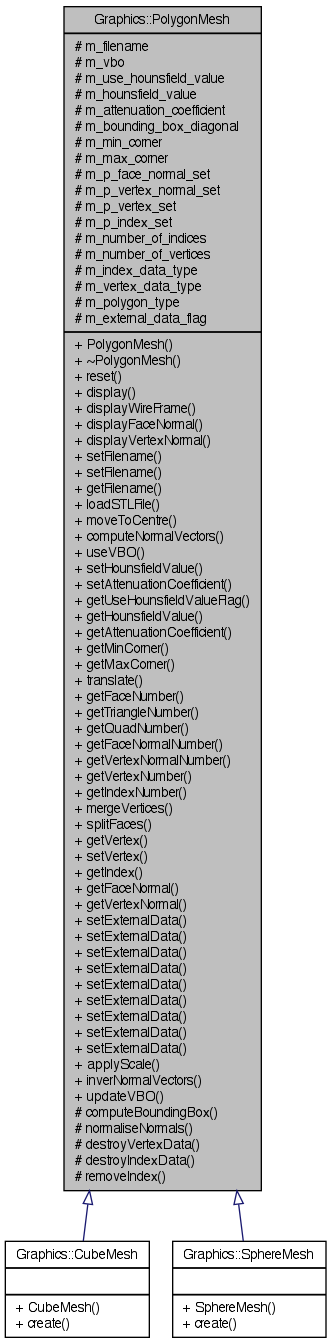 Graphics::PolygonMesh
# m_filename
# m_vbo
# m_use_hounsfield_value
# m_hounsfield_value
# m_attenuation_coefficient
# m_bounding_box_diagonal
# m_min_corner
# m_max_corner
# m_p_face_normal_set
# m_p_vertex_normal_set
# m_p_vertex_set
# m_p_index_set
# m_number_of_indices
# m_number_of_vertices
# m_index_data_type
# m_vertex_data_type
# m_polygon_type
# m_external_data_flag
+ PolygonMesh()
+ ~PolygonMesh()
+ reset()
+ display()
+ displayWireFrame()
+ displayFaceNormal()
+ displayVertexNormal()
+ setFilename()
+ setFilename()
+ getFilename()
+ loadSTLFile()
+ moveToCentre()
+ computeNormalVectors()
+ useVBO()
+ setHounsfieldValue()
+ setAttenuationCoefficient()
+ getUseHounsfieldValueFlag()
+ getHounsfieldValue()
+ getAttenuationCoefficient()
+ getMinCorner()
+ getMaxCorner()
+ translate()
+ getFaceNumber()
+ getTriangleNumber()
+ getQuadNumber()
+ getFaceNormalNumber()
+ getVertexNormalNumber()
+ getVertexNumber()
+ getIndexNumber()
+ mergeVertices()
+ splitFaces()
+ getVertex()
+ setVertex()
+ getIndex()
+ getFaceNormal()
+ getVertexNormal()
+ setExternalData()
+ setExternalData()
+ setExternalData()
+ setExternalData()
+ setExternalData()
+ setExternalData()
+ setExternalData()
+ setExternalData()
+ setExternalData()
+ applyScale()
+ inverNormalVectors()
+ updateVBO()
# computeBoundingBox()
# normaliseNormals()
# destroyVertexData()
# destroyIndexData()
# removeIndex()
Graphics::CubeMesh
+ CubeMesh()
+ create()
Graphics::SphereMesh
+ SphereMesh()
+ create()